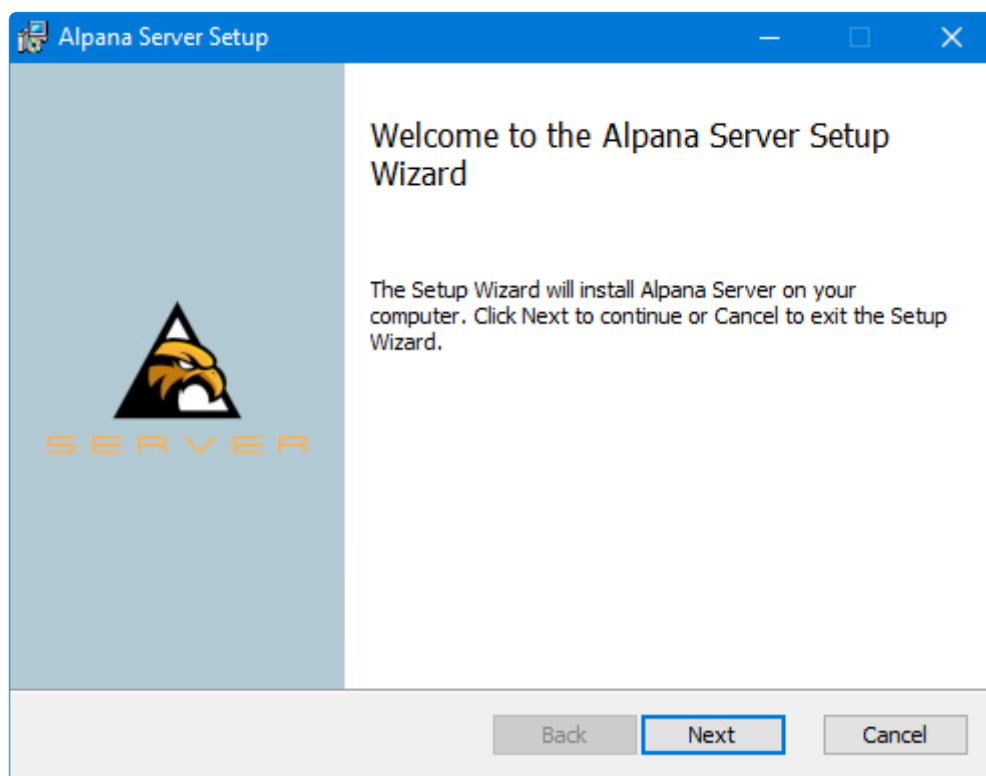 Alpana Server Setup
Welcome to the Alpana Server Setup
Wizard
The Setup Wizard will install Alpana Server on your
computer. Click Next to continue or Cancel to exit the Setup
Wizard.
SERVER
Back Next Cancel